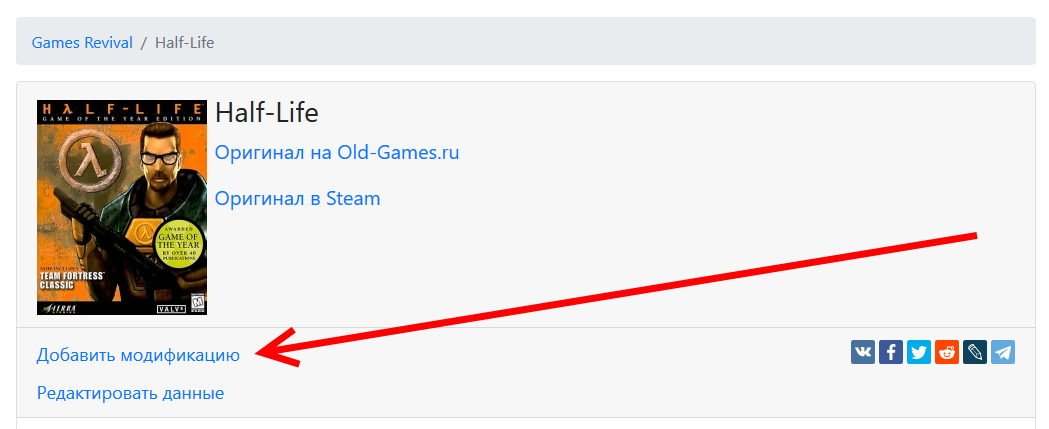 Games Revival / Half-Life
HALF-LIFE
GAME OF THE YEAR EDITION
AWARDED
GAME OF
THE YEAR
BY OVER 40
PUBLICATIONS
NOW INCLUDES
TEAM FORTRESS
CLASSIC
SIERRA
VALVE
M
Half-Life
Оригинал на Old-Games.ru
Оригинал в Steam
Добавить модификацию
Редактировать данные